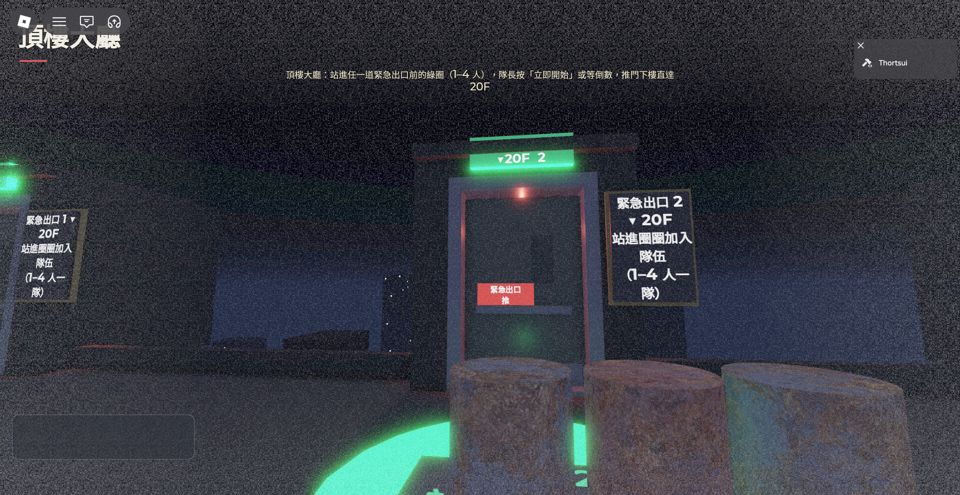 頂樓大廳
Thortsui
頂樓大廳：站進任一道緊急出口前的綠圈（1–4 人），隊長按「立即開始」或等倒數，推門下樓直達
20F
▼20F 2
緊急出口 1 ▼
20F
站進圈圈加入
隊伍
（1–4 人一
隊）
緊急出口 2
▼ 20F
站進圈圈加入
隊伍
（1–4 人一
隊）
緊急出口
推
2